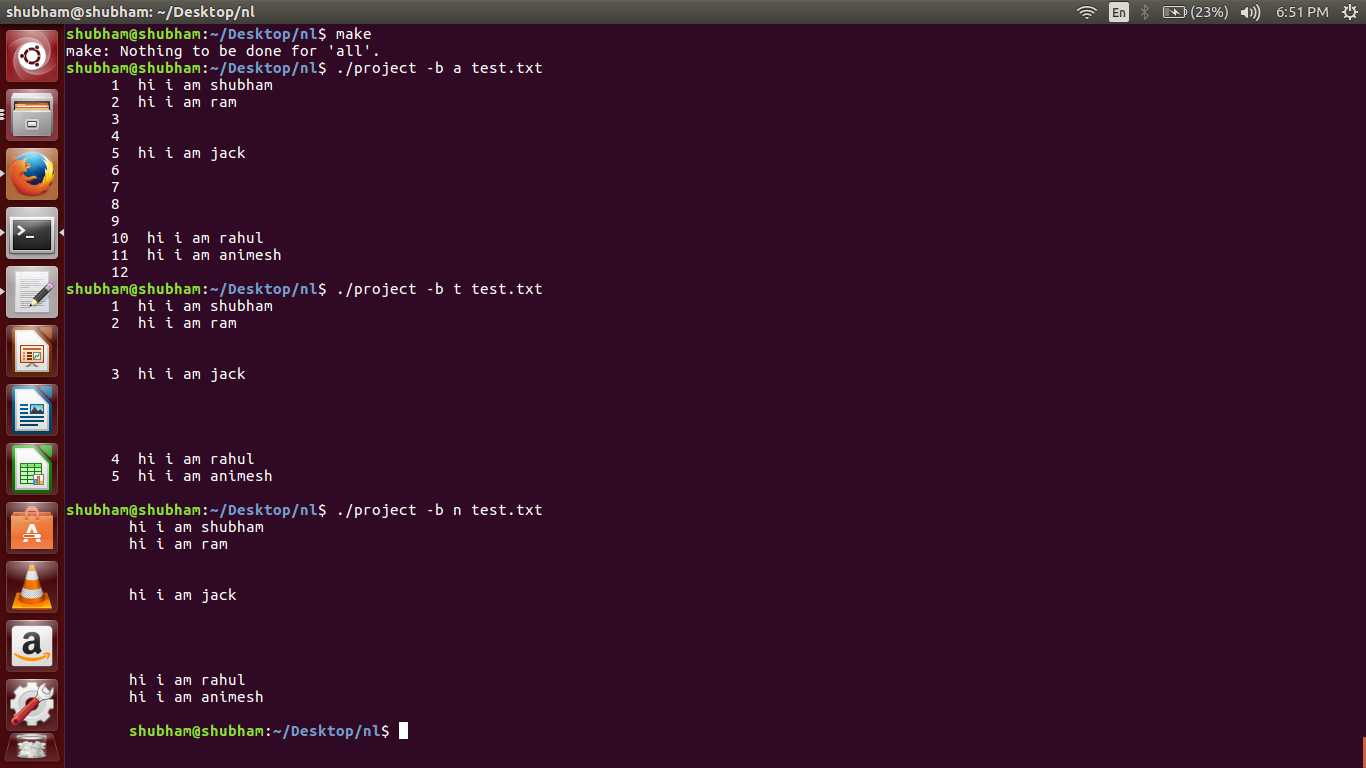 shubham@shubham: ~/Desktop/nl
En
(23%)
6:51 PM
shubham@shubham:~/Desktop/nl$ make
make: Nothing to be done for 'all'.
shubham@shubham:~/Desktop/nl$ ./project -b a test.txt
     1  hi i am shubham
     2  hi i am ram
     3
     4
     5  hi i am jack
     6
     7
     8
     9
     10  hi i am rahul
     11  hi i am animesh
     12
shubham@shubham:~/Desktop/nl$ ./project -b t test.txt
     1  hi i am shubham
     2  hi i am ram
     3  hi i am jack
     4  hi i am rahul
     5  hi i am animesh
shubham@shubham:~/Desktop/nl$ ./project -b n test.txt
       hi i am shubham
       hi i am ram
       hi i am jack
       hi i am rahul
       hi i am animesh
       shubham@shubham:~/Desktop/nl$